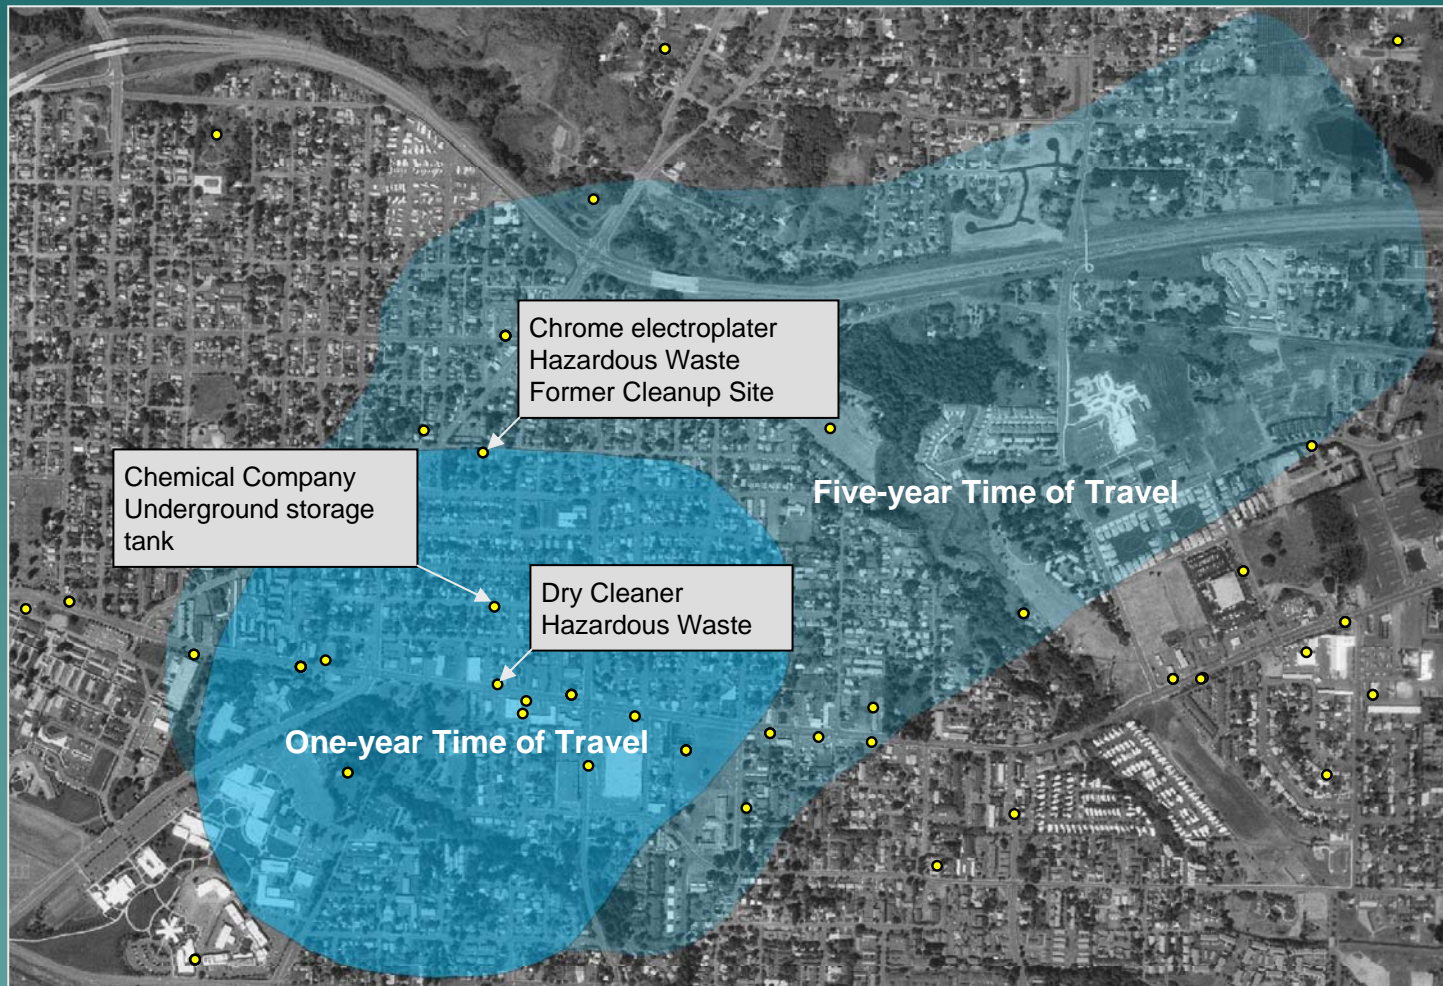 Chrome electroplater
Hazardous Waste
Former Cleanup Site
Chemical Company
Underground storage
tank
Five-year Time of Travel
Dry Cleaner
Hazardous Waste
One-year Time of Travel